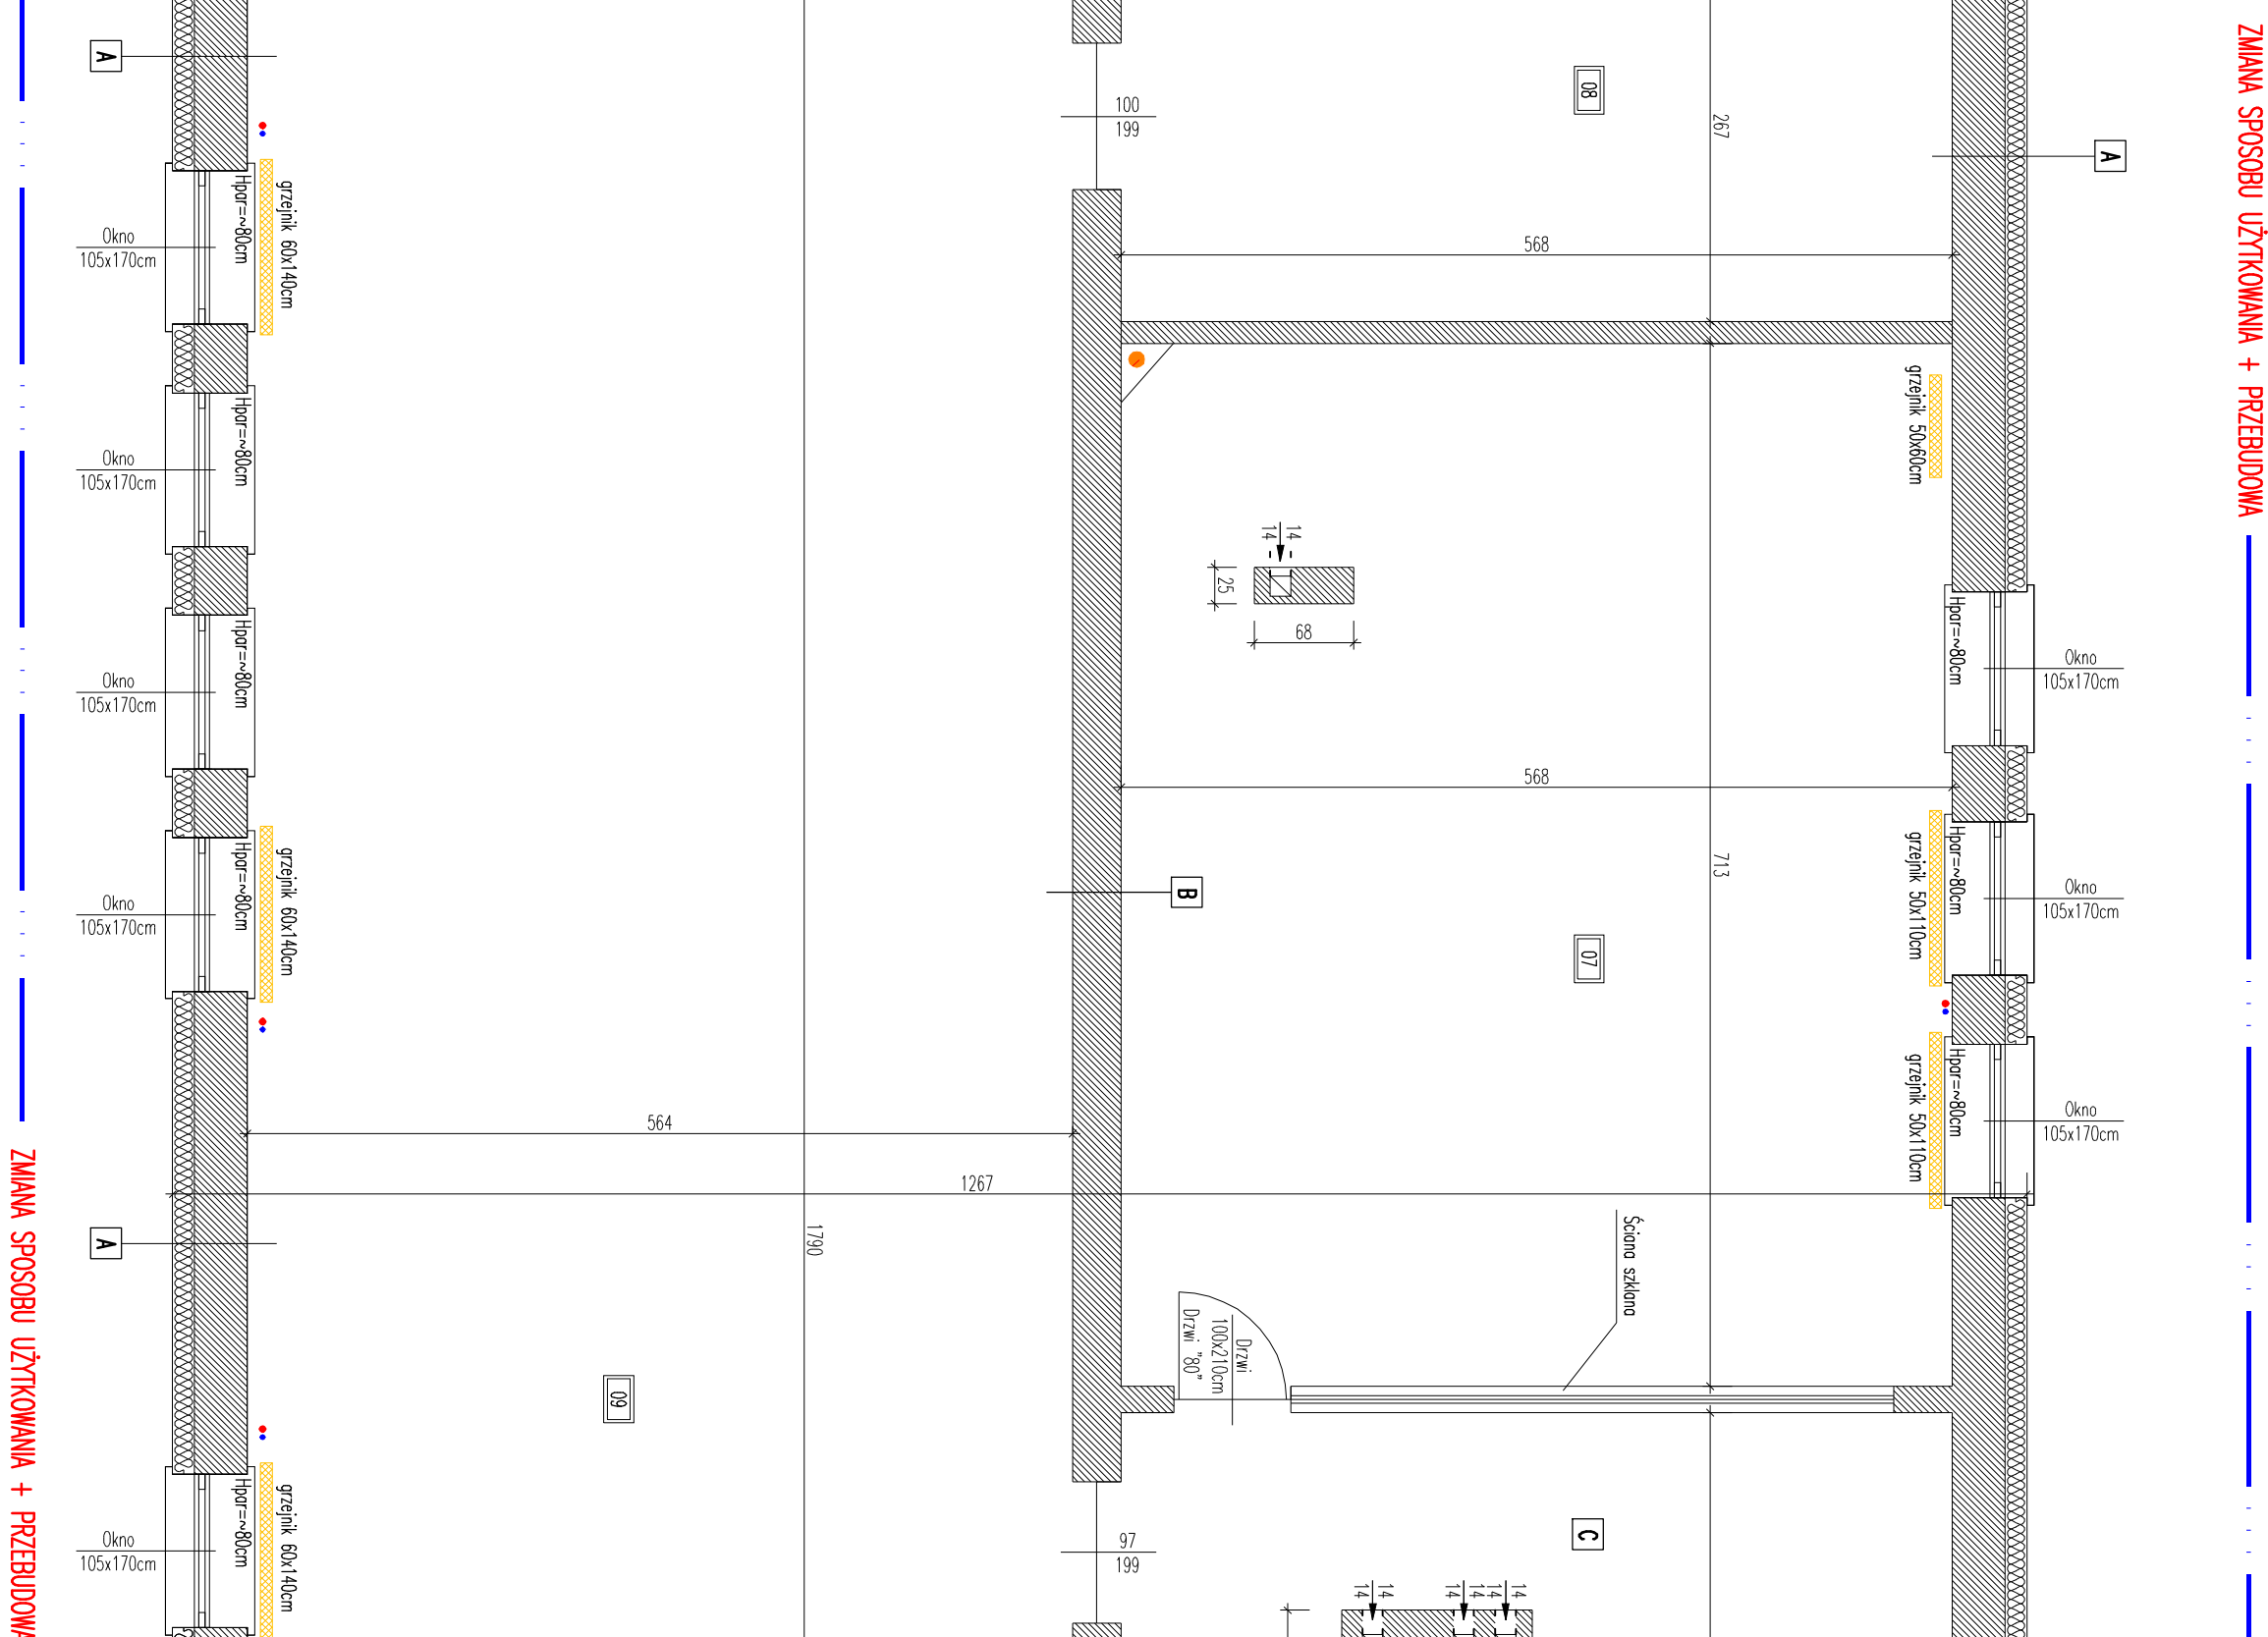 ZMIANA SPOSOBU UŻYTKOWANIA + PRZEBUDOWA
A
A
08
267
100
199
568
Okno
105x170cm
Hpar=~80cm
grzejnik 60x140cm
grzejnik 50x60cm
Okno
105x170cm
Hpar=~80cm
14
14
25
68
Okno
105x170cm
Hpar=~80cm
Hpar=~80cm
Okno
105x170cm
568
713
B
07
Okno
105x170cm
Hpar=~80cm
grzejnik 60x140cm
grzejnik 50x110cm
Hpar=~80cm
Okno
105x170cm
grzejnik 50x110cm
Hpar=~80cm
Okno
105x170cm
564
1267
1790
A
Ściana szklana
Drzwi
100x210cm
Drzwi "80"
09
C
97
199
Okno
105x170cm
Hpar=~80cm
grzejnik 60x140cm
14
14
14
14
14
14
ZMIANA SPOSOBU UŻYTKOWANIA + PRZEBUDOWA